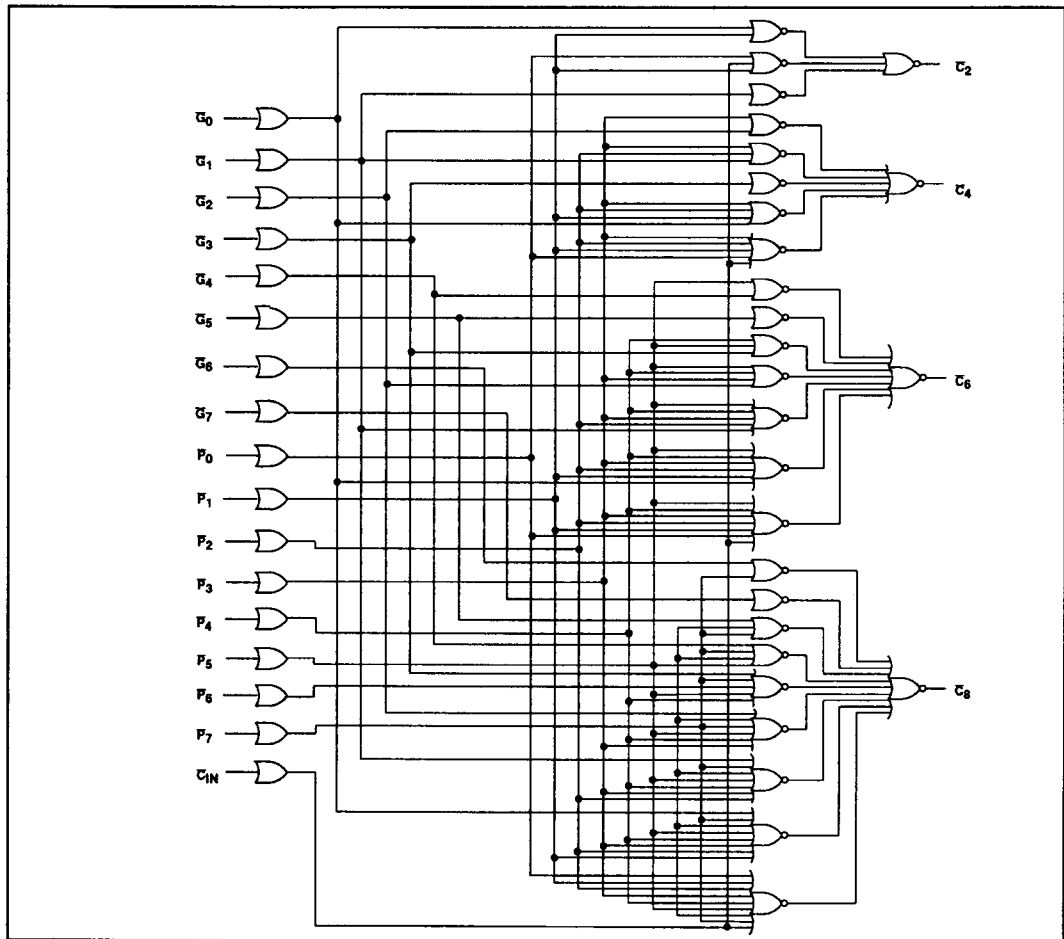 C̅₂
G̅₀
G̅₁
C̅₄
G̅₂
G̅₃
G̅₄
G̅₅
G̅₆
C̅₆
G̅₇
P̅₀
P̅₁
P̅₂
P̅₃
P̅₄
P̅₅
P̅₆
C̅₈
P̅₇
C̅IN